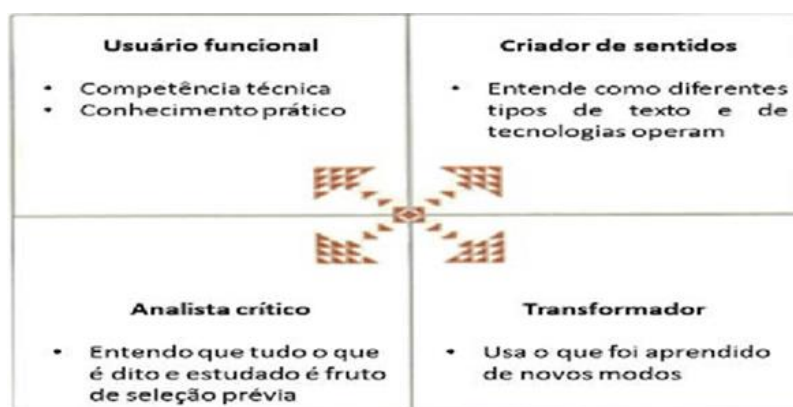 Usuário funcional
• Competência técnica
• Conhecimento prático
Criador de sentidos
• Entende como diferentes
tipos de texto e de
tecnologias operam
Analista crítico
• Entendo que tudo o que
é dito e estudado é fruto
de seleção prévia
Transformador
• Usa o que foi aprendido
de novos modos